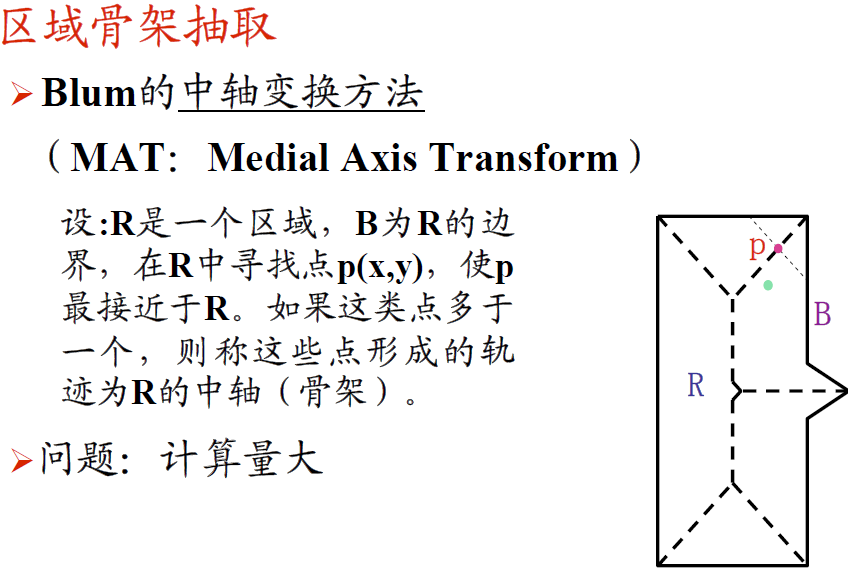 区域骨架抽取
Blum的中轴变换方法
（MAT：Medial Axis Transform）
设:R是一个区域，B为R的边
界，在R中寻找点p(x,y)，使p
最接近于R。如果这类点多于
一个，则称这些点形成的轨
迹为R的中轴（骨架）。
问题：计算量大
p
B
R